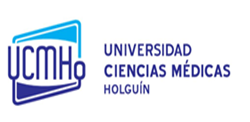 UCMHo
UNIVERSIDAD
CIENCIAS MÉDICAS
HOLGUÍN